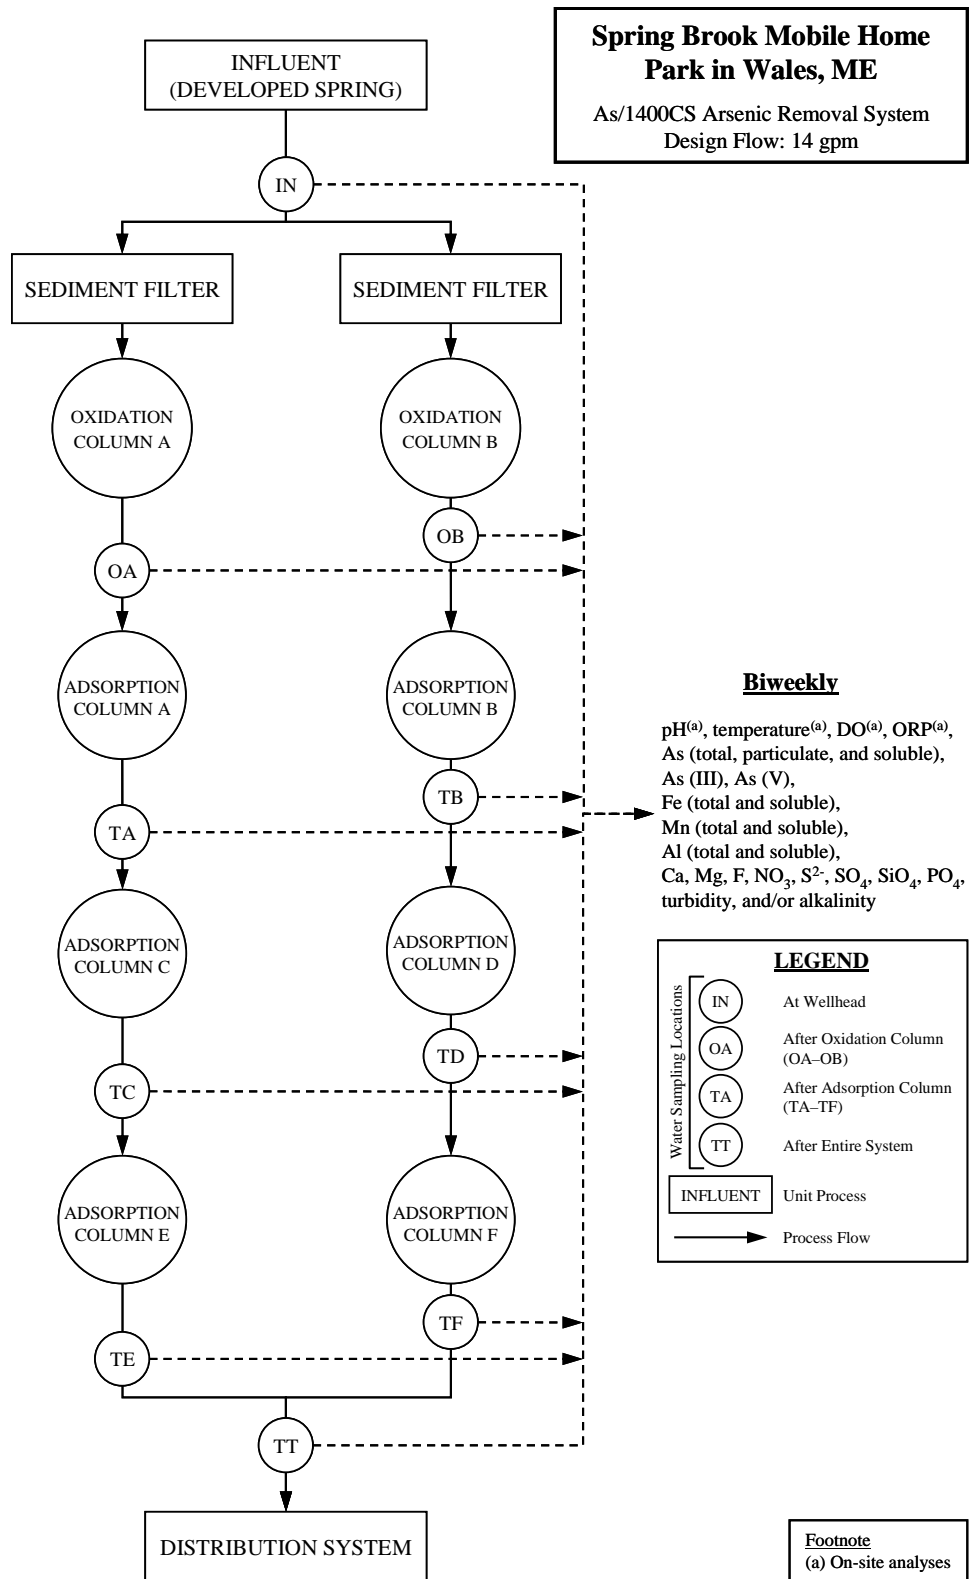 Spring Brook Mobile Home
Park in Wales, ME
As/1400CS Arsenic Removal System
Design Flow: 14 gpm
INFLUENT
(DEVELOPED SPRING)
IN
SEDIMENT FILTER
SEDIMENT FILTER
OXIDATION
COLUMN A
OXIDATION
COLUMN B
OB
OA
ADSORPTION
COLUMN A
ADSORPTION
COLUMN B
TB
TA
ADSORPTION
COLUMN C
ADSORPTION
COLUMN D
TD
TC
ADSORPTION
COLUMN E
ADSORPTION
COLUMN F
TF
TE
TT
DISTRIBUTION SYSTEM
Biweekly
pH(a), temperature(a), DO(a), ORP(a),
As (total, particulate, and soluble),
As (III), As (V),
Fe (total and soluble),
Mn (total and soluble),
Al (total and soluble),
Ca, Mg, F, NO3, S2-, SO4, SiO4, PO4,
turbidity, and/or alkalinity
LEGEND
Water Sampling Locations
IN At Wellhead
OA After Oxidation Column
(OA–OB)
TA After Adsorption Column
(TA–TF)
TT After Entire System
INFLUENT Unit Process
Process Flow
Footnote
(a) On-site analyses